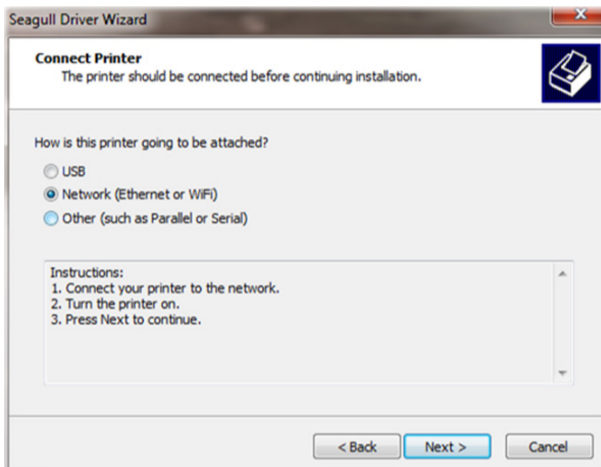 Seagull Driver Wizard
Connect Printer
The printer should be connected before continuing installation.
How is this printer going to be attached?
USB
Network (Ethernet or WiFi)
Other (such as Parallel or Serial)
Instructions:
1. Connect your printer to the network.
2. Turn the printer on.
3. Press Next to continue.
< Back Next > Cancel